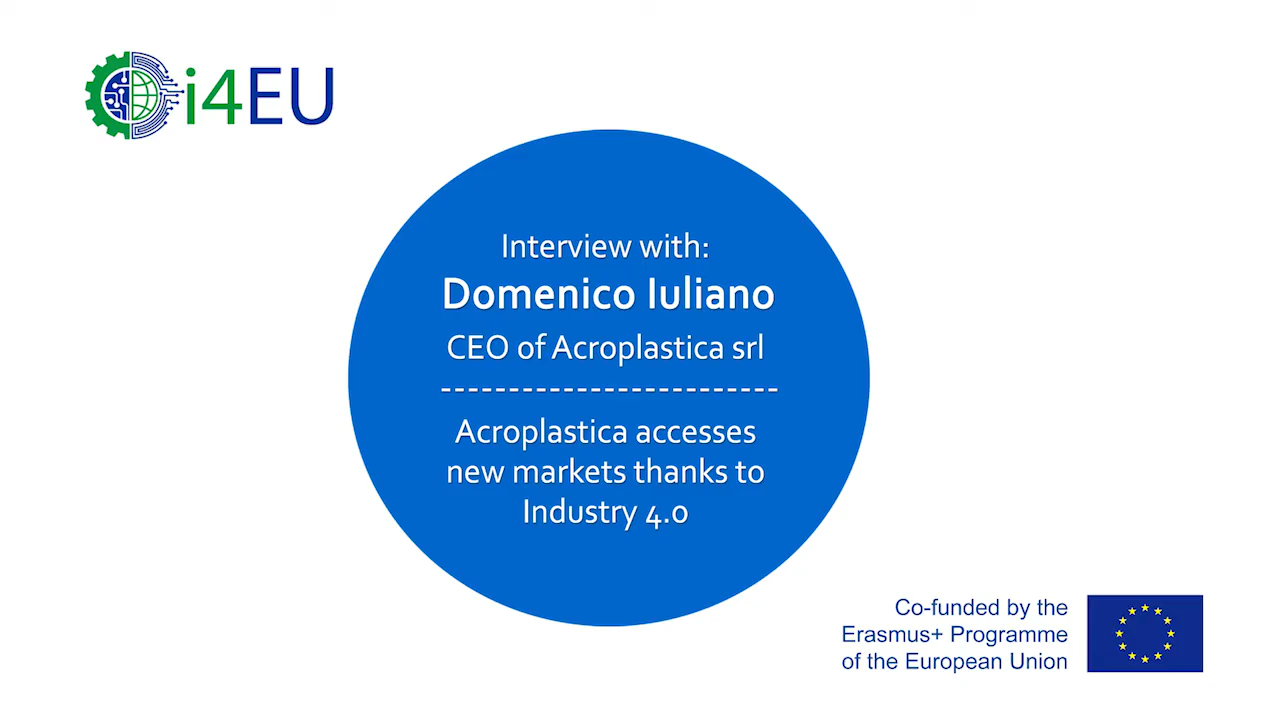 i4EU
Interview with:
Domenico Iuliano
CEO of Acroplastica srl
-------------------------
Acroplastica accesses
new markets thanks to
Industry 4.0
Co-funded by the
Erasmus+ Programme
of the European Union